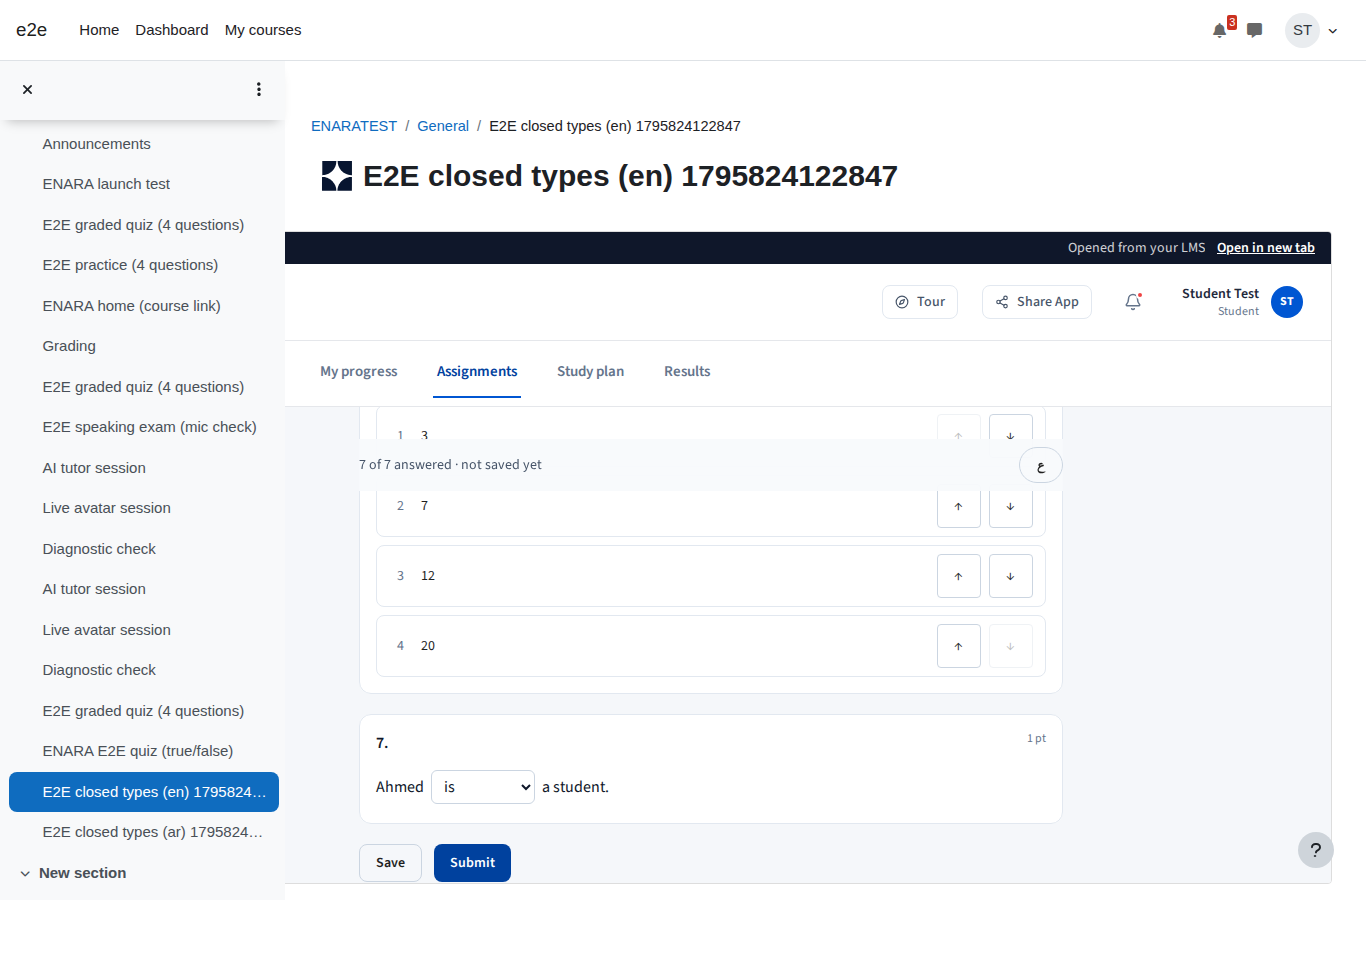 e2e Home Dashboard My courses 3 ST
Announcements
ENARA launch test
E2E graded quiz (4 questions)
E2E practice (4 questions)
ENARA home (course link)
Grading
E2E graded quiz (4 questions)
E2E speaking exam (mic check)
AI tutor session
Live avatar session
Diagnostic check
AI tutor session
Live avatar session
Diagnostic check
E2E graded quiz (4 questions)
ENARA E2E quiz (true/false)
E2E closed types (en) 1795824…
E2E closed types (ar) 1795824…
New section
ENARATEST / General / E2E closed types (en) 1795824122847
E2E closed types (en) 1795824122847
Opened from your LMS Open in new tab
Tour Share App Student Test ST
Student
My progress Assignments Study plan Results
1 3 ↑ ↓
7 of 7 answered · not saved yet ع
2 7 ↑ ↓
3 12 ↑ ↓
4 20 ↑ ↓
7. 1 pt
Ahmed is a student.
Save Submit
?